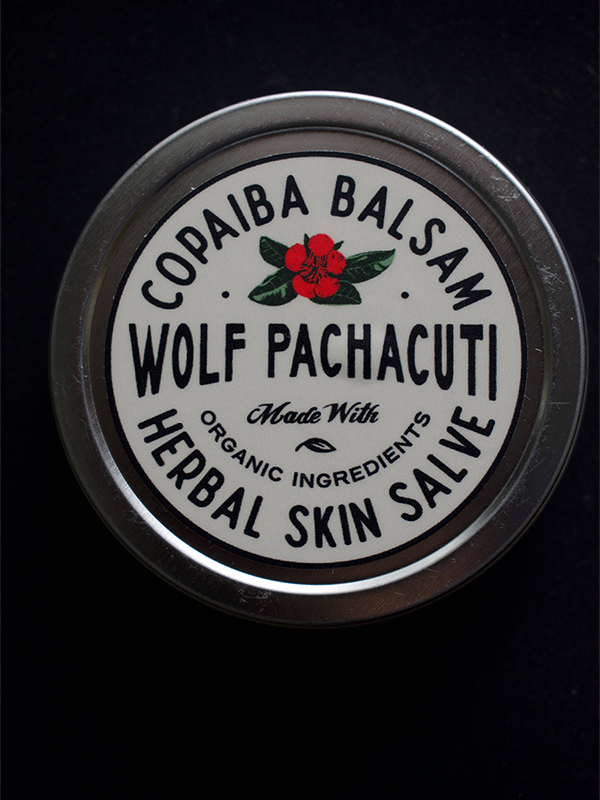 COPAIBA BALSAM
WOLF PACHACUTI
Made With
ORGANIC INGREDIENTS
HERBAL SKIN SALVE